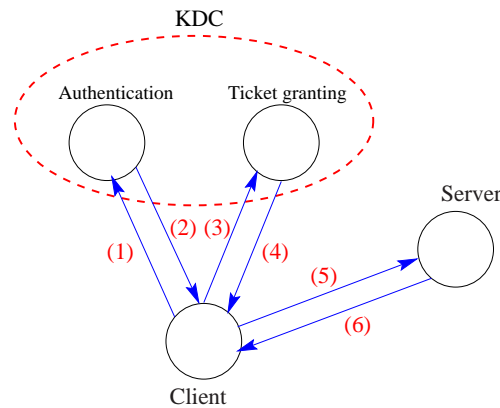 KDC
Authentication
Ticket granting
Server
(1)
(2)
(3)
(4)
(5)
(6)
Client